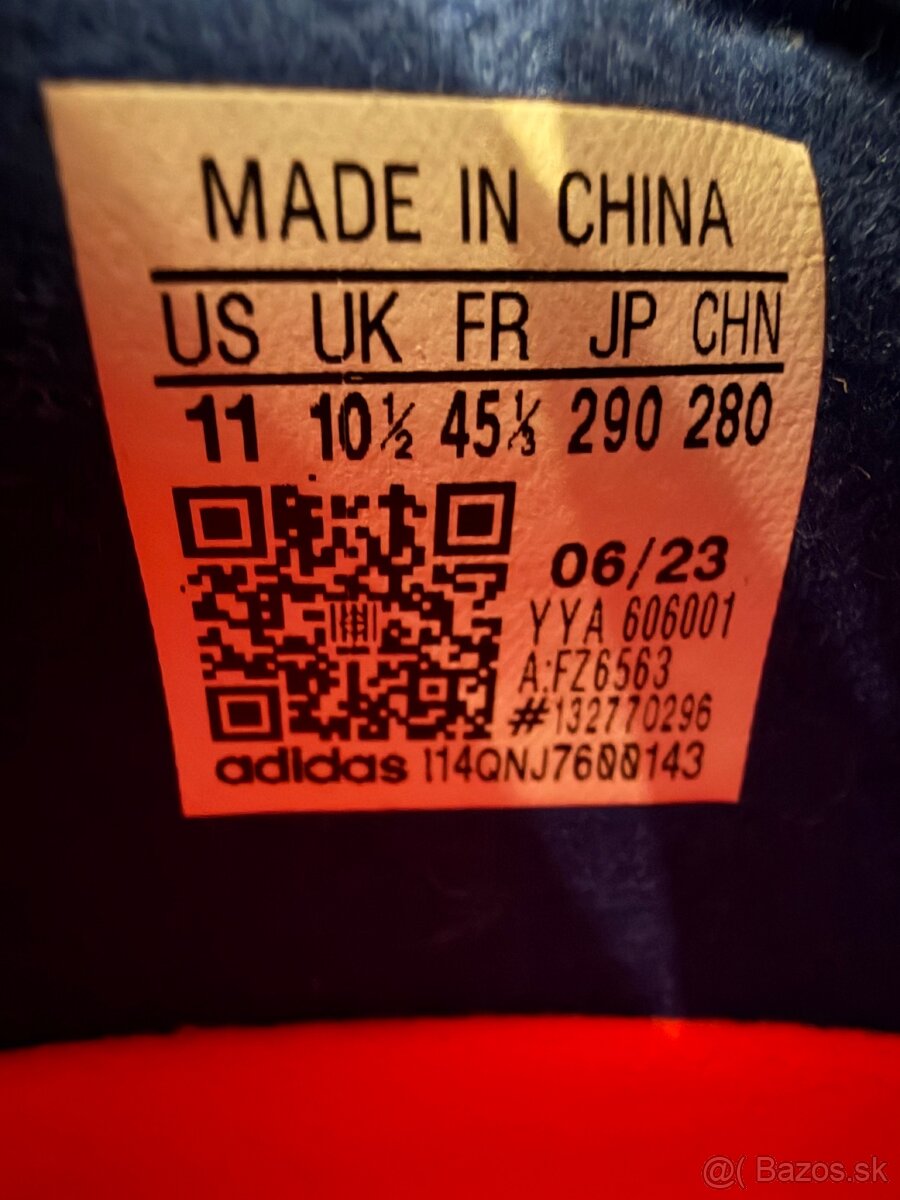 MADE IN CHINA
US UK FR JP CHN
11 10½ 45⅓ 290 280
06/23
YYA 606001
A:FZ6563
#132770296
adidas I14QNJ7600143
@( Bazos.sk